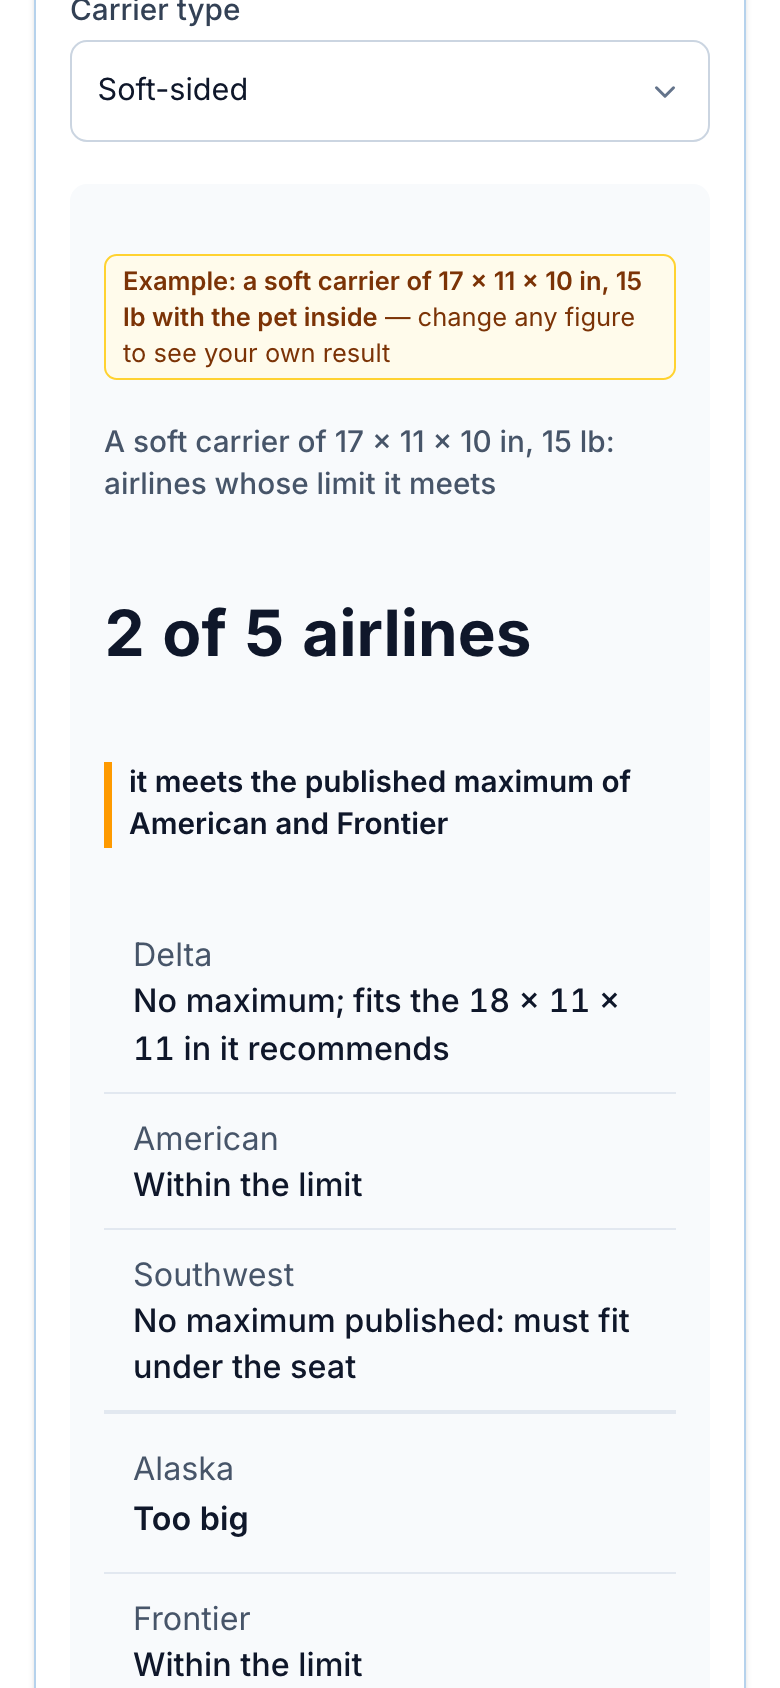 Carrier type
Soft-sided
Example: a soft carrier of 17 × 11 × 10 in, 15
lb with the pet inside — change any figure
to see your own result
A soft carrier of 17 × 11 × 10 in, 15 lb:
airlines whose limit it meets
2 of 5 airlines
it meets the published maximum of
American and Frontier
Delta
No maximum; fits the 18 × 11 ×
11 in it recommends
American
Within the limit
Southwest
No maximum published: must fit
under the seat
Alaska
Too big
Frontier
Within the limit